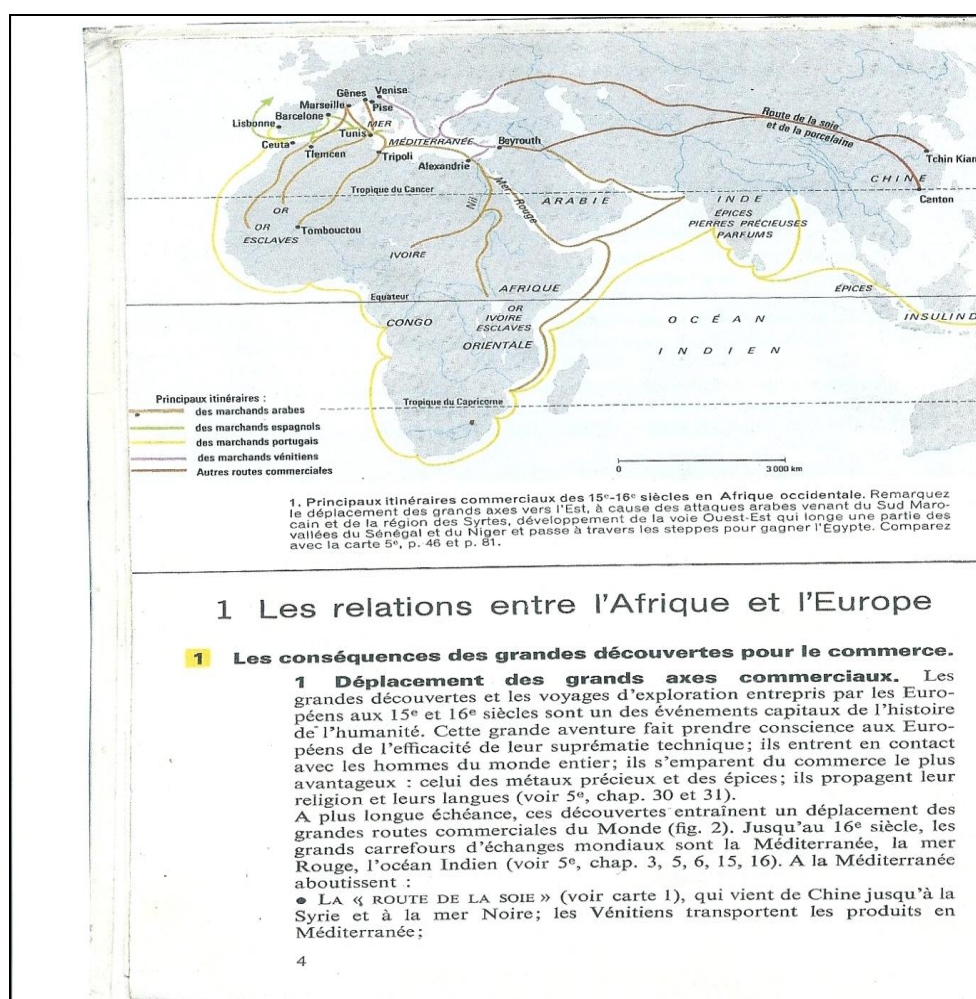 Gênes
Venise
Marseille
Pise
Barcelone
Lisbonne
MER
Tunis
MÉDITERRANÉE
Beyrouth
Ceuta
Tlemcen
Tripoli
Alexandrie
Route de la soie
et de la porcelaine
Tchin Kian
CHINE
Canton
Tropique du Cancer
Nil
Mer Rouge
ARABIE
INDE
ÉPICES
PIERRES PRÉCIEUSES
PARFUMS
OR
OR
ESCLAVES
Tombouctou
IVOIRE
AFRIQUE
ÉPICES
Equateur
OR
IVOIRE
ESCLAVES
CONGO
ORIENTALE
OCÉAN
INDIEN
INSULIND
Principaux itinéraires :
des marchands arabes
des marchands espagnols
des marchands portugais
des marchands vénitiens
Autres routes commerciales
Tropique du Capricorne
0 3 000 km
1. Principaux itinéraires commerciaux des 15e-16e siècles en Afrique occidentale. Remarquez
le déplacement des grands axes vers l'Est, à cause des attaques arabes venant du Sud Maro-
cain et de la région des Syrtes, développement de la voie Ouest-Est qui longe une partie des
vallées du Sénégal et du Niger et passe à travers les steppes pour gagner l'Égypte. Comparez
avec la carte 5e, p. 46 et p. 81.
1 Les relations entre l'Afrique et l'Europe
1 Les conséquences des grandes découvertes pour le commerce.
1 Déplacement des grands axes commerciaux. Les
grandes découvertes et les voyages d'exploration entrepris par les Euro-
péens aux 15e et 16e siècles sont un des événements capitaux de l'histoire
de l'humanité. Cette grande aventure fait prendre conscience aux Euro-
péens de l'efficacité de leur suprématie technique; ils entrent en contact
avec les hommes du monde entier; ils s'emparent du commerce le plus
avantageux : celui des métaux précieux et des épices; ils propagent leur
religion et leurs langues (voir 5e, chap. 30 et 31).
A plus longue échéance, ces découvertes entraînent un déplacement des
grandes routes commerciales du Monde (fig. 2). Jusqu'au 16e siècle, les
grands carrefours d'échanges mondiaux sont la Méditerranée, la mer
Rouge, l'océan Indien (voir 5e, chap. 3, 5, 6, 15, 16). A la Méditerranée
aboutissent :
● LA « ROUTE DE LA SOIE » (voir carte 1), qui vient de Chine jusqu'à la
Syrie et à la mer Noire; les Vénitiens transportent les produits en
Méditerranée;
4